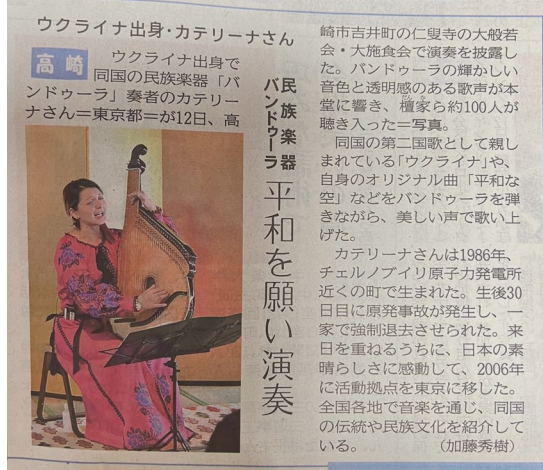 ウクライナ出身・カテリーナさん
民族楽器
バンドゥーラ
平和を願い演奏
高崎
ウクライナ出身で
同国の民族楽器「バ
ンドゥーラ」奏者のカテリー
ナさん＝東京都＝が12日、高
崎市吉井町の仁叟寺の大般若
会・大施食会で演奏を披露し
た。バンドゥーラの輝かしい
音色と透明感のある歌声が本
堂に響き、檀家ら約100人が
聴き入った＝写真。
同国の第二国歌として親し
まれている「ウクライナ」や、
自身のオリジナル曲「平和な
空」などをバンドゥーラを弾
きながら、美しい声で歌い上
げた。
カテリーナさんは1986年、
チェルノブイリ原子力発電所
近くの町で生まれた。生後30
日目に原発事故が発生し、一
家で強制退去させられた。来
日を重ねるうちに、日本の素
晴らしさに感動して、2006年
に活動拠点を東京に移した。
全国各地で音楽を通じ、同国
の伝統や民族文化を紹介して
いる。（加藤秀樹）